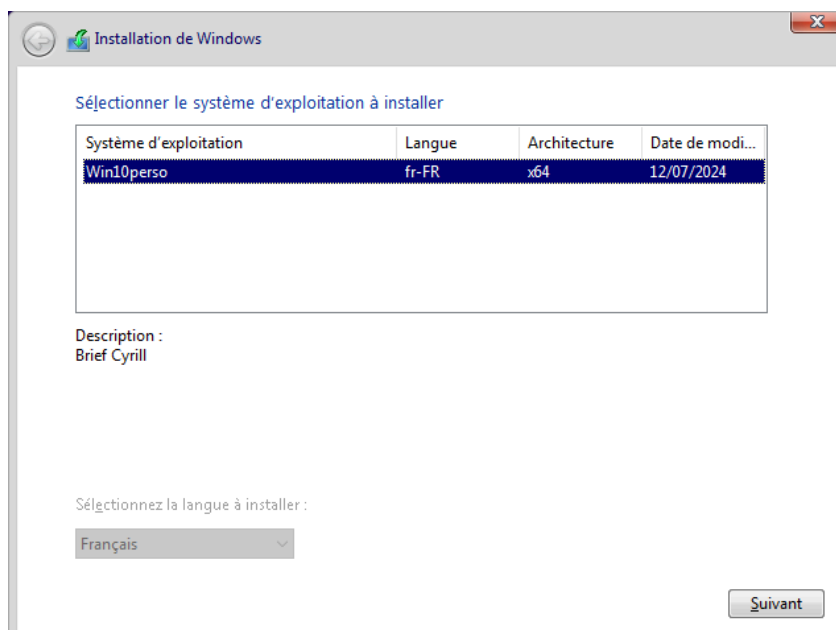 Installation de Windows
Sélectionner le système d'exploitation à installer
Système d'exploitation Langue Architecture Date de modi...
Win10perso fr-FR x64 12/07/2024
Description :
Brief Cyrill
Sélectionnez la langue à installer :
Français
Suivant